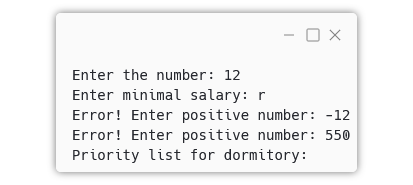 Enter the number: 12
Enter minimal salary: r
Error! Enter positive number: -12
Error! Enter positive number: 550
Priority list for dormitory: